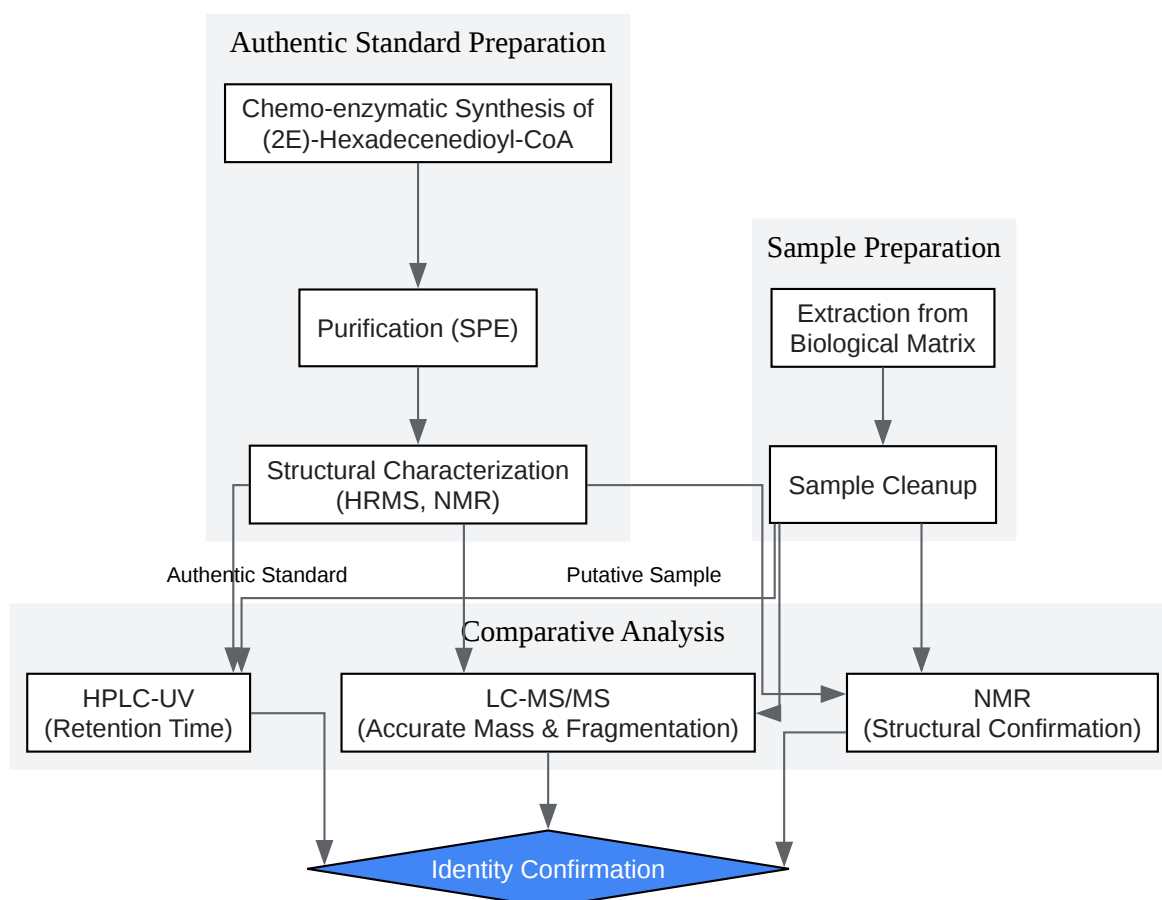 Authentic Standard Preparation
Chemo-enzymatic Synthesis of
(2E)-Hexadecenedioyl-CoA
Purification (SPE)
Structural Characterization
(HRMS, NMR)
Sample Preparation
Extraction from
Biological Matrix
Sample Cleanup
Authentic Standard
Putative Sample
Comparative Analysis
HPLC-UV
(Retention Time)
LC-MS/MS
(Accurate Mass & Fragmentation)
NMR
(Structural Confirmation)
Identity Confirmation